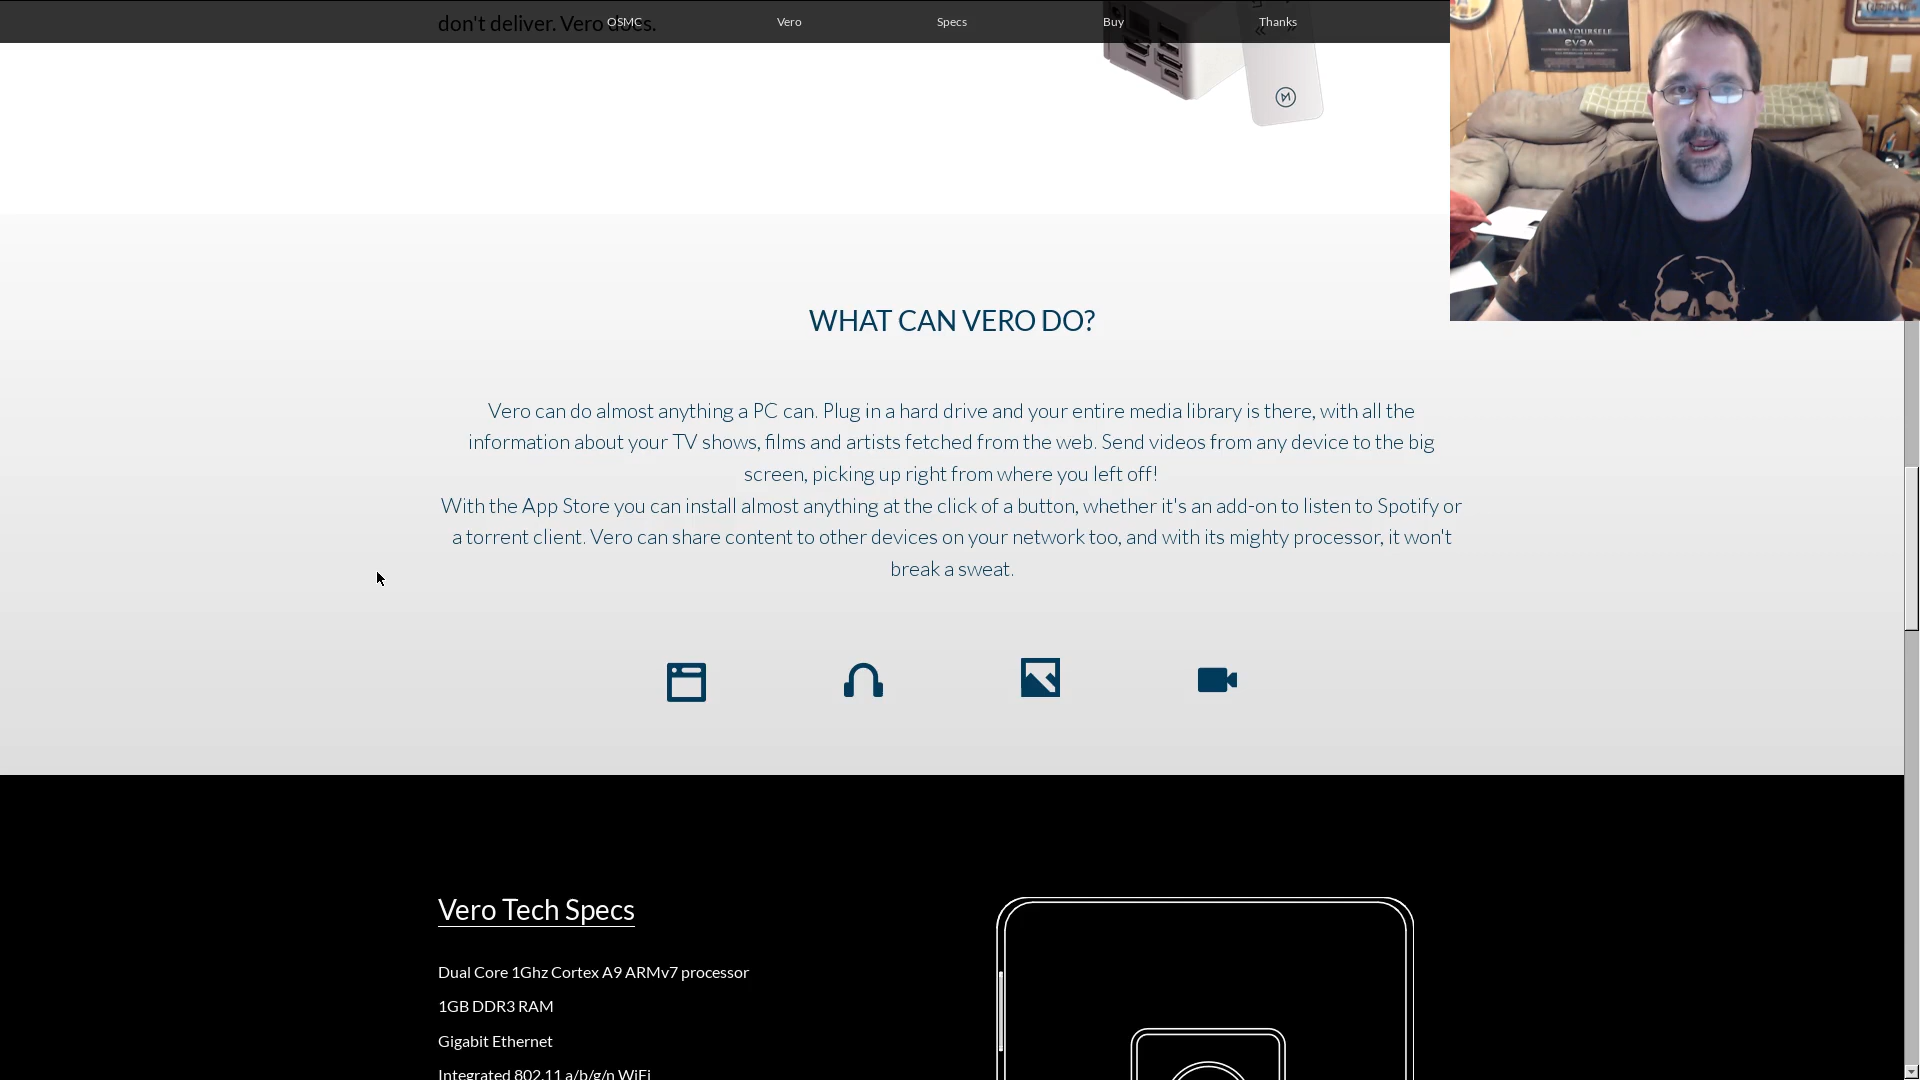 don't deliver. Vero does.
OSMC Vero Specs Buy Thanks
ARM YOURSELF
EVGA
WHAT CAN VERO DO?
Vero can do almost anything a PC can. Plug in a hard drive and your entire media library is there, with all the
information about your TV shows, films and artists fetched from the web. Send videos from any device to the big
screen, picking up right from where you left off!
With the App Store you can install almost anything at the click of a button, whether it's an add-on to listen to Spotify or
a torrent client. Vero can share content to other devices on your network too, and with its mighty processor, it won't
break a sweat.
Vero Tech Specs
Dual Core 1Ghz Cortex A9 ARMv7 processor
1GB DDR3 RAM
Gigabit Ethernet
Integrated 802.11 a/b/g/n WiFi